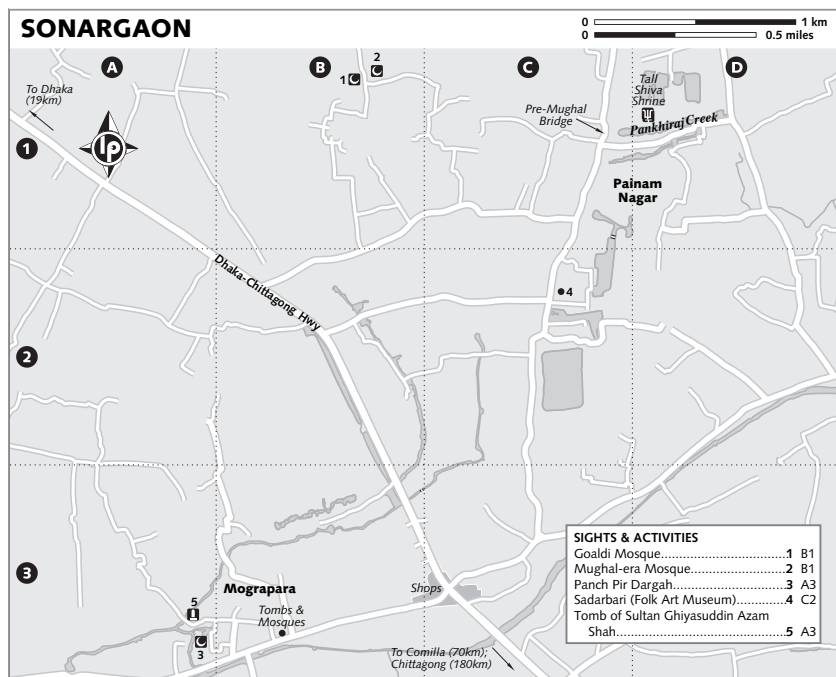 SONARGAON
0 1 km
0 0.5 miles
A
B
C
D
1
2
3
To Dhaka
(19km)
lp
1
2
Pre-Mughal
Bridge
Tall
Shiva
Shrine
Pankhiraj Creek
Painam
Nagar
Dhaka-Chittagong Hwy
4
Mograpara
Shops
5
Tombs &
Mosques
3
To Comilla (70km);
Chittagong (180km)
SIGHTS & ACTIVITIES
Goaldi Mosque.....................................1 B1
Mughal-era Mosque............................2 B1
Panch Pir Dargah.................................3 A3
Sadarbari (Folk Art Museum)..............4 C2
Tomb of Sultan Ghiyasuddin Azam
Shah.............................................5 A3